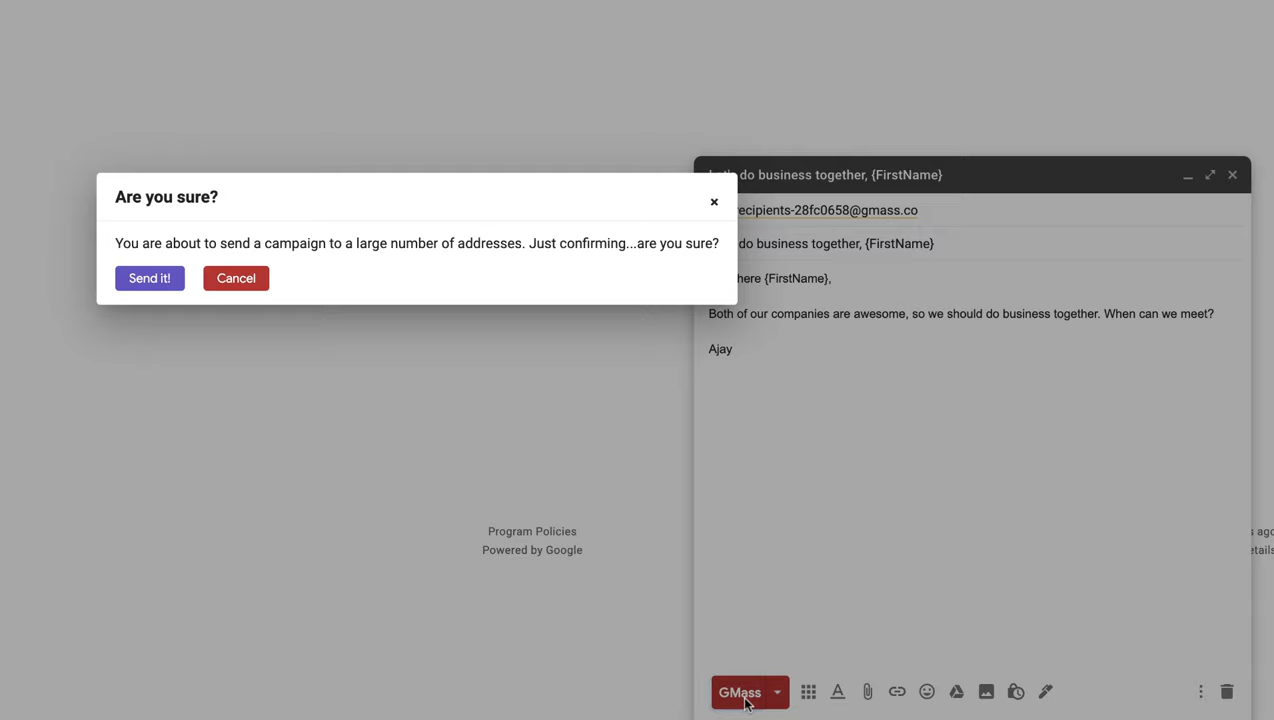 Are you sure?
×
You are about to send a campaign to a large number of addresses. Just confirming...are you sure?
Send it!
Cancel
do business together, {FirstName}
recipients-28fc0658@gmass.co
do business together, {FirstName}
here {FirstName},
Both of our companies are awesome, so we should do business together. When can we meet?
Ajay
Program Policies
Powered by Google
ago
GMass